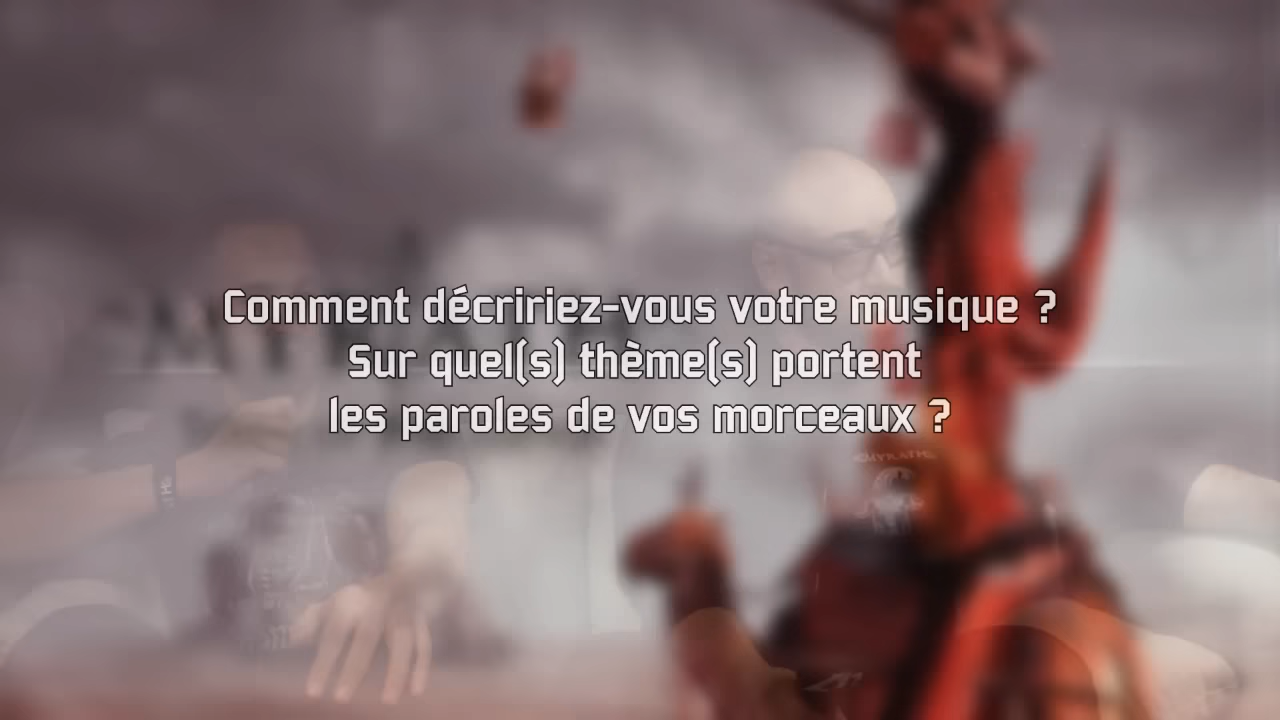 Comment décririez-vous votre musique ?
Sur quel(s) thème(s) portent
les paroles de vos morceaux ?